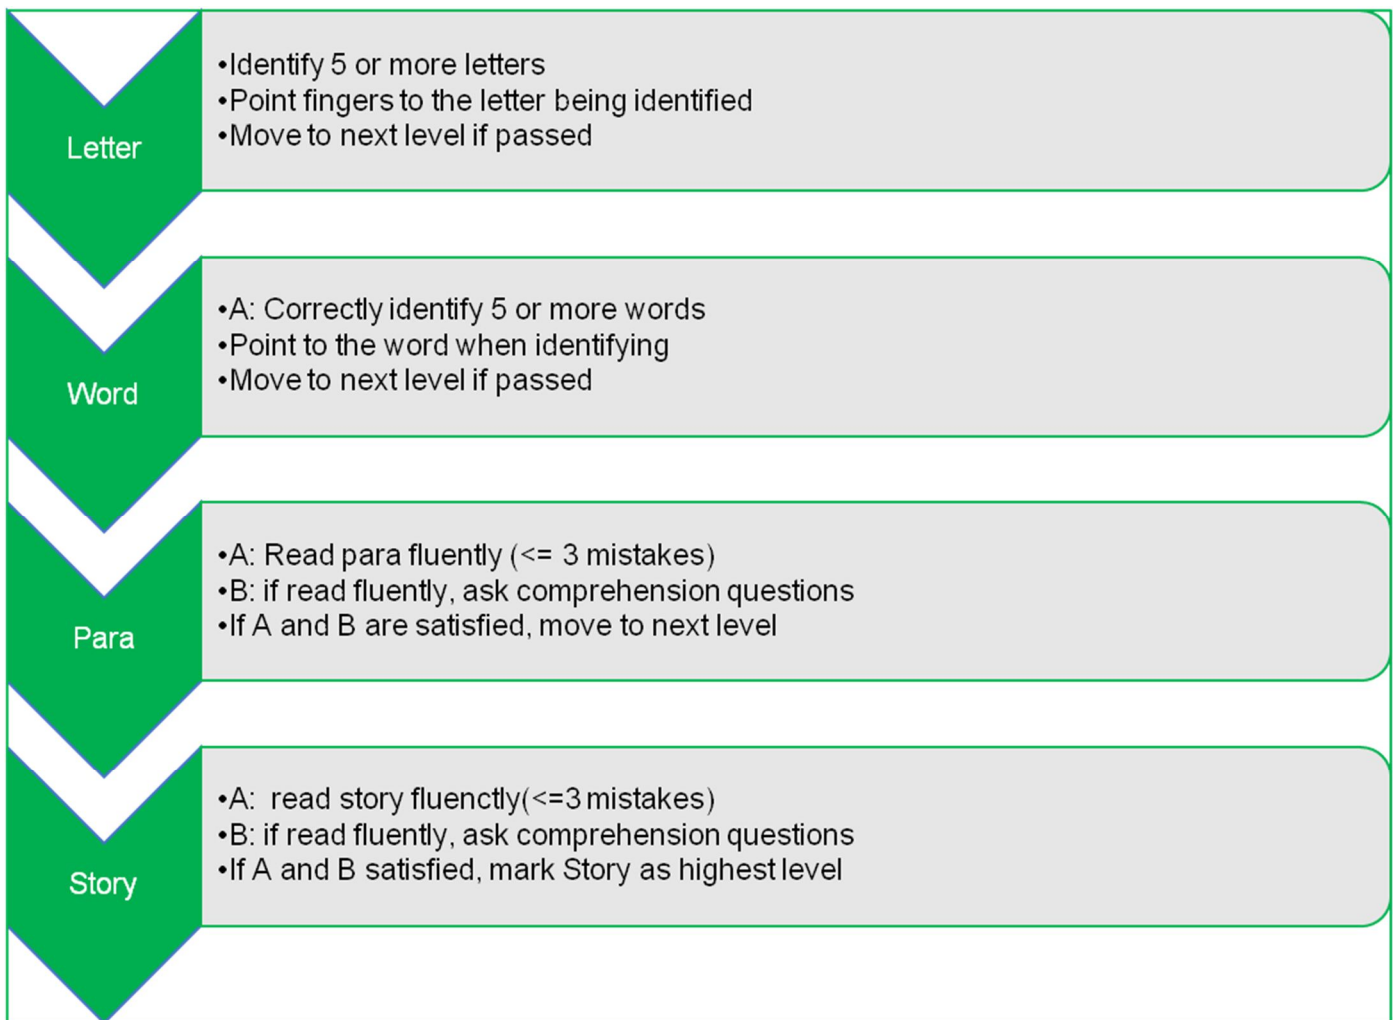 Letter
•Identify 5 or more letters
•Point fingers to the letter being identified
•Move to next level if passed
Word
•A: Correctly identify 5 or more words
•Point to the word when identifying
•Move to next level if passed
Para
•A: Read para fluently (<= 3 mistakes)
•B: if read fluently, ask comprehension questions
•If A and B are satisfied, move to next level
Story
•A:  read story fluenctly(<=3 mistakes)
•B: if read fluently, ask comprehension questions
•If A and B satisfied, mark Story as highest level